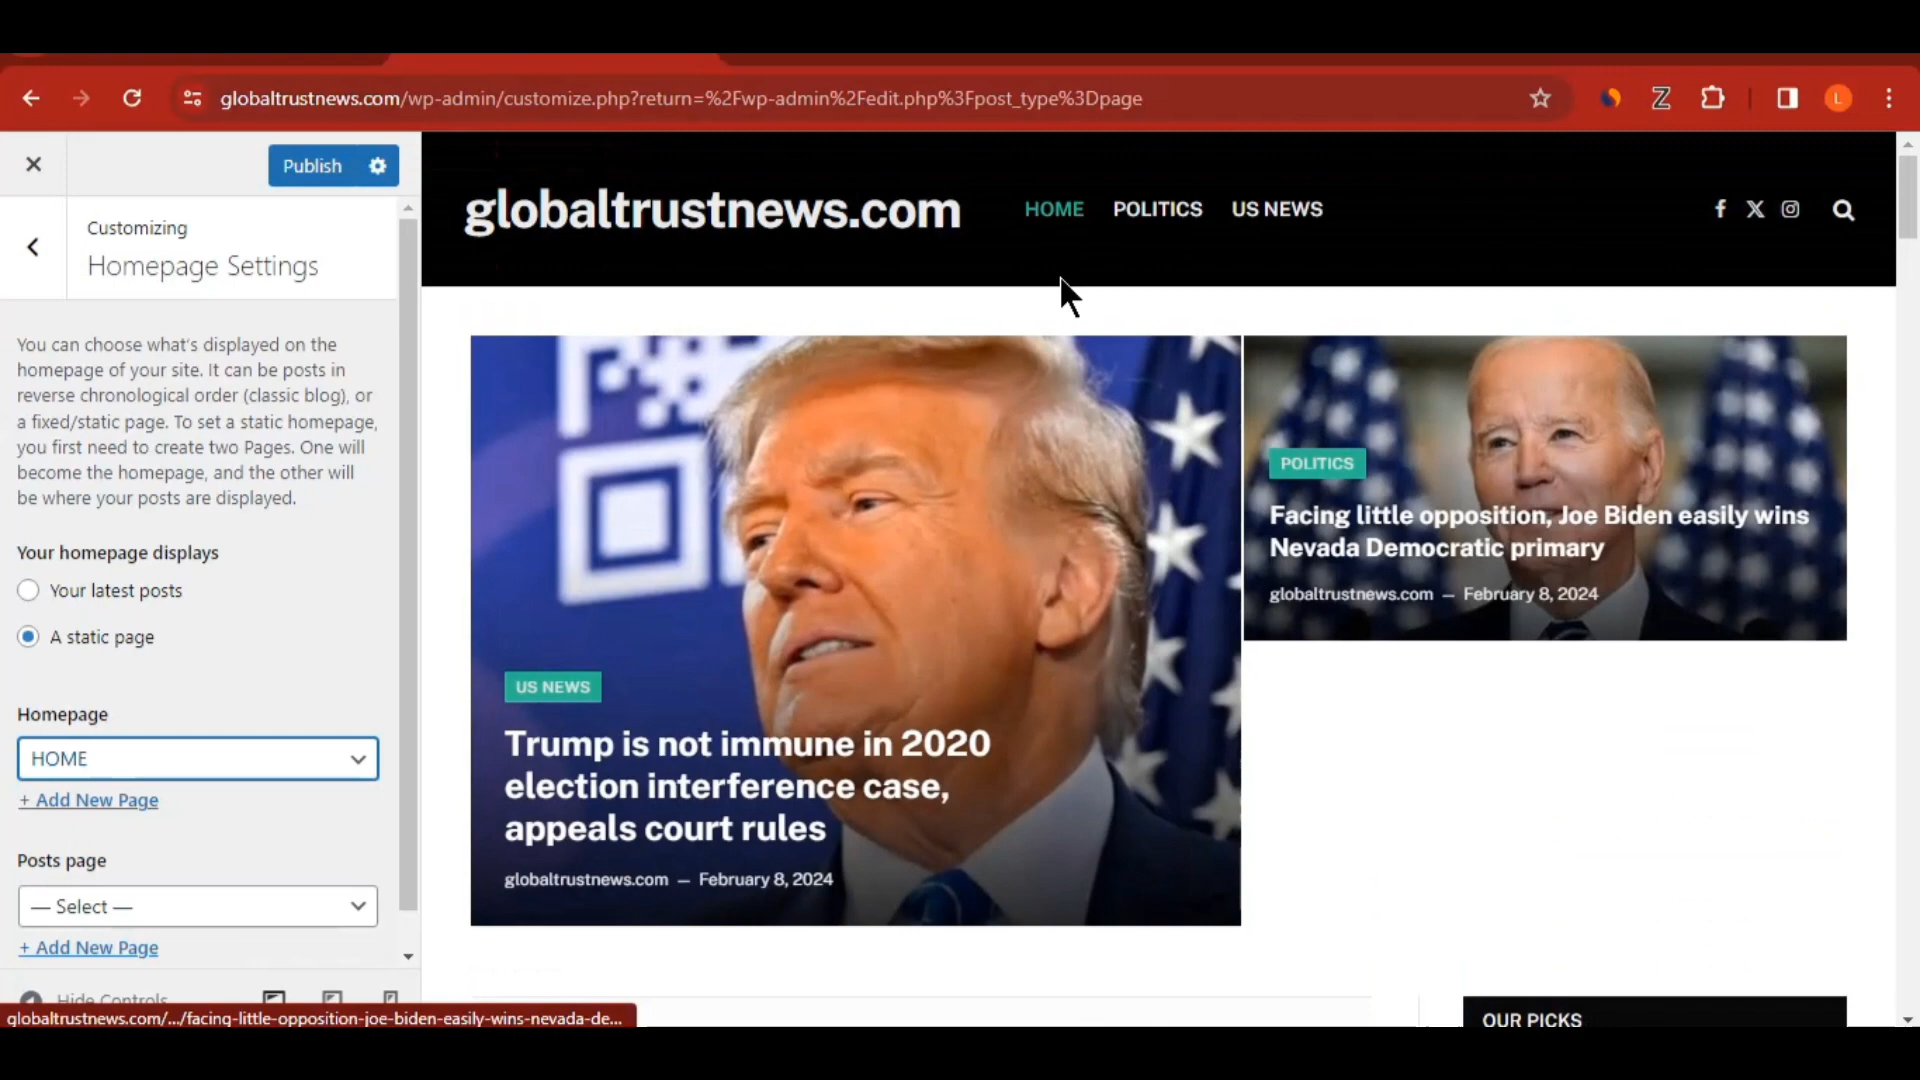 globaltrustnews.com/wp-admin/customize.php?return=%2Fwp-admin%2Fedit.php%3Fpost_type%3Dpage
L
Publish
Customizing
Homepage Settings
You can choose what's displayed on the
homepage of your site. It can be posts in
reverse chronological order (classic blog), or
a fixed/static page. To set a static homepage,
you first need to create two Pages. One will
become the homepage, and the other will
be where your posts are displayed.
Your homepage displays
Your latest posts
A static page
Homepage
HOME
+ Add New Page
Posts page
— Select —
+ Add New Page
Hide Controls
globaltrustnews.com/.../facing-little-opposition-joe-biden-easily-wins-nevada-de...
globaltrustnews.com
HOME POLITICS US NEWS
US NEWS
Trump is not immune in 2020
election interference case,
appeals court rules
globaltrustnews.com — February 8, 2024
POLITICS
Facing little opposition, Joe Biden easily wins
Nevada Democratic primary
globaltrustnews.com — February 8, 2024
OUR PICKS